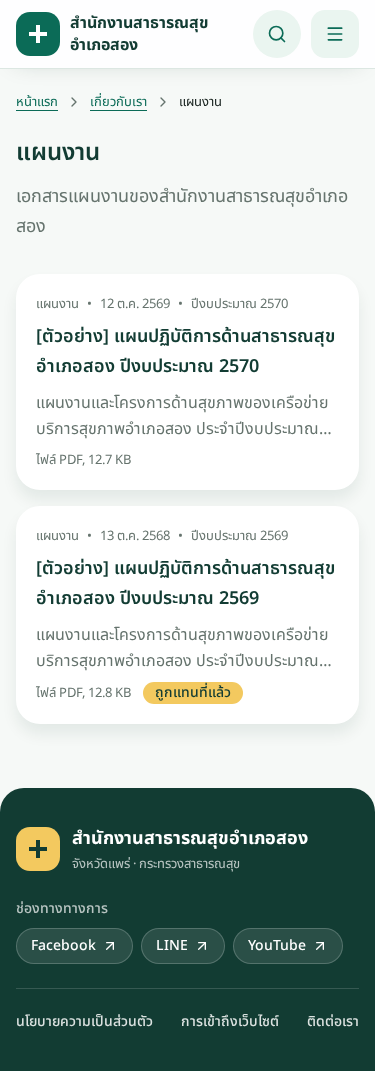 สำนักงานสาธารณสุข
อำเภอสอง
หน้าแรก > เกี่ยวกับเรา > แผนงาน
แผนงาน
เอกสารแผนงานของสำนักงานสาธารณสุขอำเภอ
สอง
แผนงาน • 12 ต.ค. 2569 • ปีงบประมาณ 2570
[ตัวอย่าง] แผนปฏิบัติการด้านสาธารณสุข
อำเภอสอง ปีงบประมาณ 2570
แผนงานและโครงการด้านสุขภาพของเครือข่าย
บริการสุขภาพอำเภอสอง ประจำปีงบประมาณ...
ไฟล์ PDF, 12.7 KB
แผนงาน • 13 ต.ค. 2568 • ปีงบประมาณ 2569
[ตัวอย่าง] แผนปฏิบัติการด้านสาธารณสุข
อำเภอสอง ปีงบประมาณ 2569
แผนงานและโครงการด้านสุขภาพของเครือข่าย
บริการสุขภาพอำเภอสอง ประจำปีงบประมาณ...
ไฟล์ PDF, 12.8 KB ถูกแทนที่แล้ว
สำนักงานสาธารณสุขอำเภอสอง
จังหวัดแพร่ · กระทรวงสาธารณสุข
ช่องทางทางการ
Facebook LINE YouTube
นโยบายความเป็นส่วนตัว การเข้าถึงเว็บไซต์ ติดต่อเรา